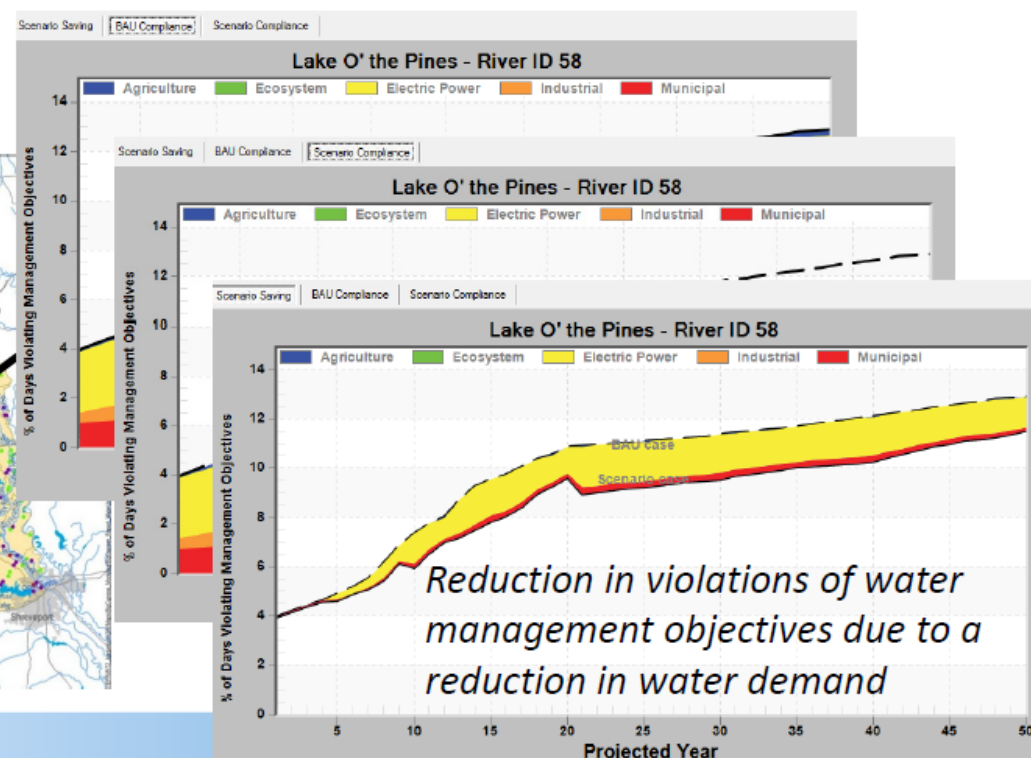 Scenario Saving BAU Compliance Scenario Compliance
Lake O' the Pines - River ID 58
Agriculture Ecosystem Electric Power Industrial Municipal
% of Days Violating Management Objectives
14
12
10
8
6
4
2
0
Scenario Saving BAU Compliance Scenario Compliance
Lake O' the Pines - River ID 58
Agriculture Ecosystem Electric Power Industrial Municipal
% of Days Violating Management Objectives
14
12
10
8
6
4
2
0
Scenario Saving BAU Compliance Scenario Compliance
Lake O' the Pines - River ID 58
Agriculture Ecosystem Electric Power Industrial Municipal
% of Days Violating Management Objectives
14
12
10
8
6
4
2
0
BAU case
Scenario case
Reduction in violations of water
management objectives due to a
reduction in water demand
5 10 15 20 25 30 35 40 45 50
Projected Year
Shreveport